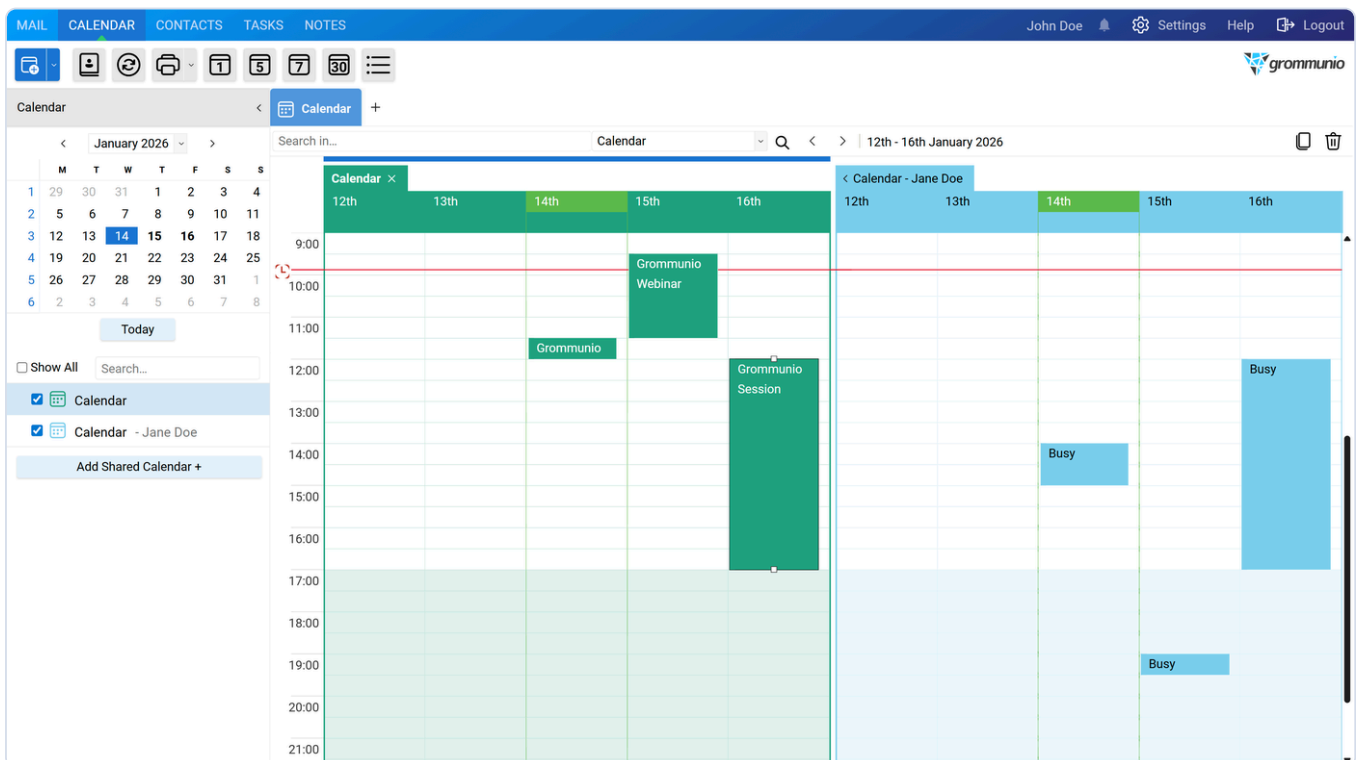 MAIL CALENDAR CONTACTS TASKS NOTES John Doe Settings Help Logout
1 5 7 30 grommunio
Calendar
Calendar +
January 2026
Search in... Calendar 12th - 16th January 2026
M T W T F S S
1 29 30 31 1 2 3 4
2 5 6 7 8 9 10 11
3 12 13 14 15 16 17 18
4 19 20 21 22 23 24 25
5 26 27 28 29 30 31 1
6 2 3 4 5 6 7 8
Today
Show All Search...
Calendar
Calendar - Jane Doe
Add Shared Calendar +
Calendar ×
12th 13th 14th 15th 16th
Calendar - Jane Doe
12th 13th 14th 15th 16th
9:00
10:00
11:00
12:00
13:00
14:00
15:00
16:00
17:00
18:00
19:00
20:00
21:00
Grommunio
Webinar
Grommunio
Grommunio
Session
Busy
Busy
Busy